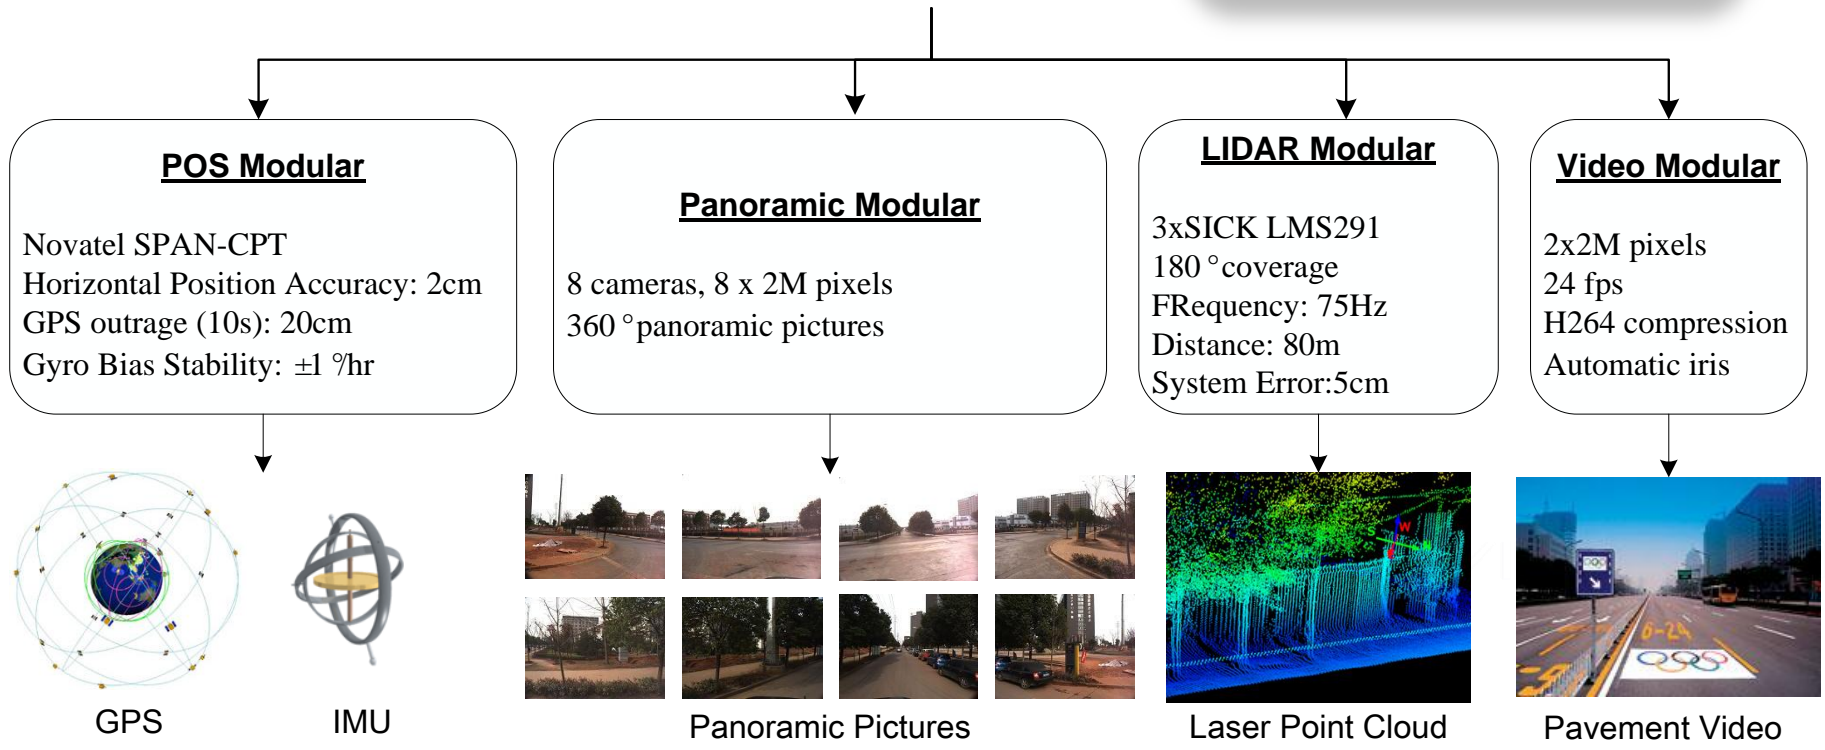 POS Modular
Novatel SPAN-CPT
Horizontal Position Accuracy: 2cm
GPS outrage (10s): 20cm
Gyro Bias Stability: ±1 °/hr
Panoramic Modular
8 cameras, 8 x 2M pixels
360 °panoramic pictures
LIDAR Modular
3xSICK LMS291
180 °coverage
FRequency: 75Hz
Distance: 80m
System Error:5cm
Video Modular
2x2M pixels
24 fps
H264 compression
Automatic iris
S
W
6-24
GPS
IMU
Panoramic Pictures
Laser Point Cloud
Pavement Video